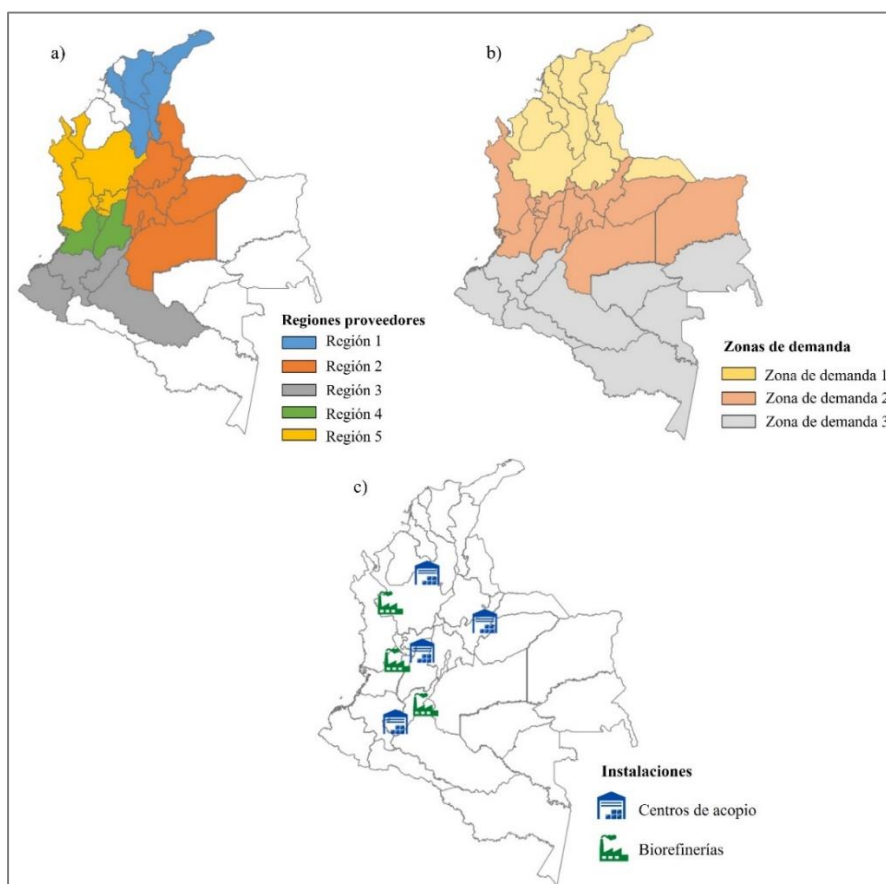 a)
Regiones proveedores
Región 1
Región 2
Región 3
Región 4
Región 5
b)
Zonas de demanda
Zona de demanda 1
Zona de demanda 2
Zona de demanda 3
c)
Instalaciones
Centros de acopio
Biorefinerías